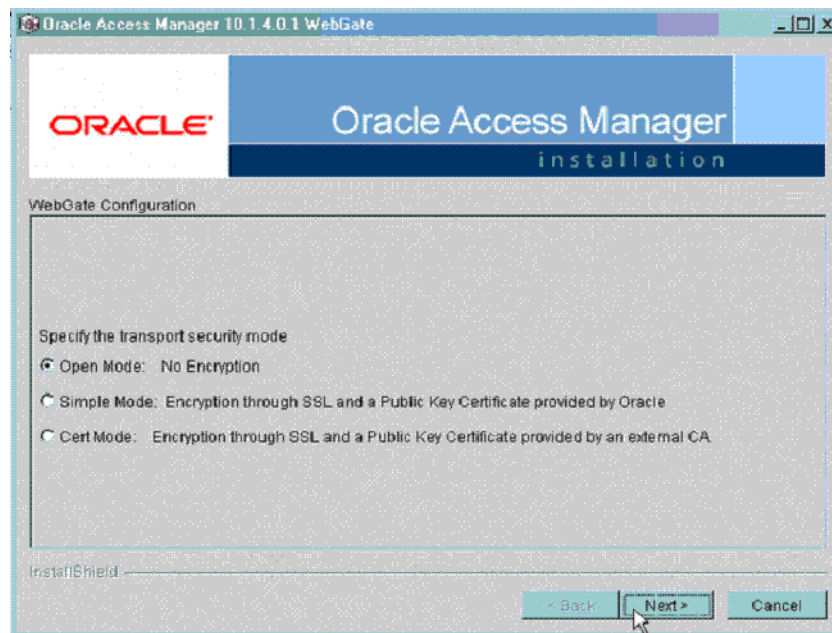 Oracle Access Manager 10.1.4.0.1 WebGate
ORACLE
Oracle Access Manager
installation
WebGate Configuration
Specify the transport security mode
Open Mode: No Encryption
Simple Mode: Encryption through SSL and a Public Key Certificate provided by Oracle
Cert Mode: Encryption through SSL and a Public Key Certificate provided by an external CA
InstallShield
< Back Next > Cancel